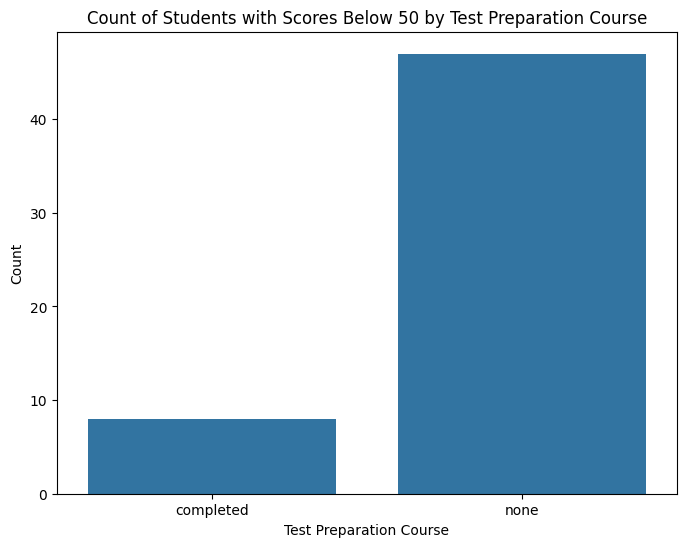 Count of Students with Scores Below 50 by Test Preparation Course
Count
40
30
20
10
0
completed
none
Test Preparation Course